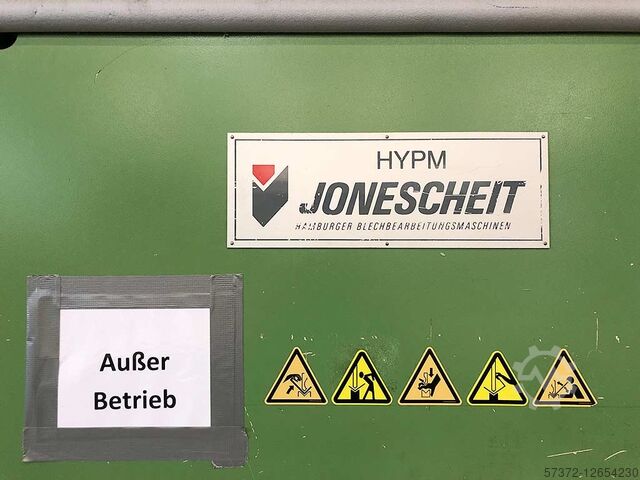 HYPM
JONESCHEIT
HAMBURGER BLECHBEARBEITUNGSMASCHINEN
Außer
Betrieb
57372-12654230